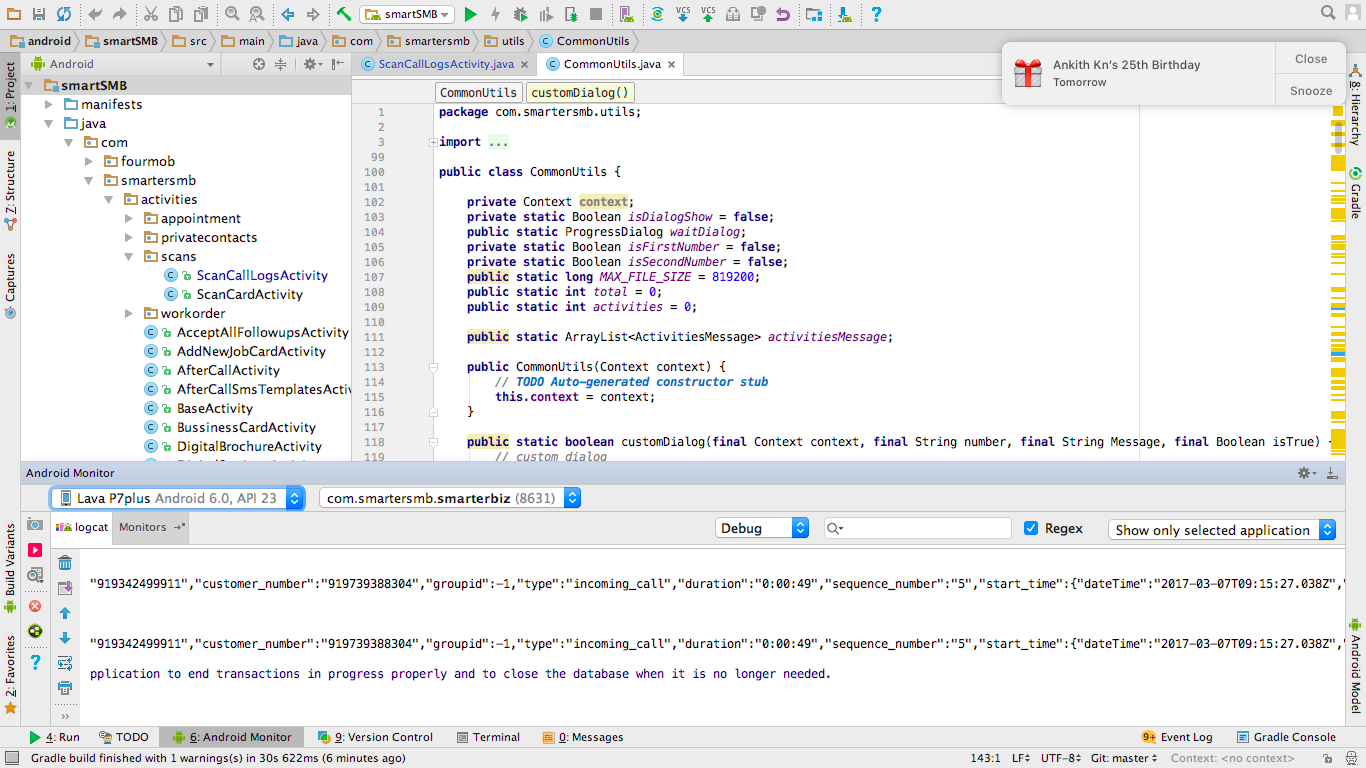 smartSMB
android
smartSMB
src
main
java
com
smartersmb
utils
CommonUtils
Ankith Kn's 25th Birthday
Tomorrow
Close
Snooze
1: Project
Z: Structure
Captures
Build Variants
2: Favorites
8: Hierarchy
Gradle
Android Model
Android
ScanCallLogsActivity.java
CommonUtils.java
smartSMB
manifests
java
com
fourmob
smartersmb
activities
appointment
privatecontacts
scans
ScanCallLogsActivity
ScanCardActivity
workorder
AcceptAllFollowupsActivity
AddNewJobCardActivity
AfterCallActivity
AfterCallSmsTemplatesActiv
BaseActivity
BussinessCardActivity
DigitalBrochureActivity
CommonUtils customDialog()
1 package com.smartersmb.utils;
2
3 import ...
99
100 public class CommonUtils {
101
102 private Context context;
103 private static Boolean isDialogShow = false;
104 public static ProgressDialog waitDialog;
105 private static Boolean isFirstNumber = false;
106 private static Boolean isSecondNumber = false;
107 public static long MAX_FILE_SIZE = 819200;
108 public static int total = 0;
109 public static int activities = 0;
110
111 public static ArrayList<ActivitiesMessage> activitiesMessage;
112
113 public CommonUtils(Context context) {
114 // TODO Auto-generated constructor stub
115 this.context = context;
116 }
117
118 public static boolean customDialog(final Context context, final String number, final String Message, final Boolean isTrue) {
119 // custom dialog
Android Monitor
Lava P7plus Android 6.0, API 23
com.smartersmb.smarterbiz (8631)
logcat
Monitors
Debug
Regex
Show only selected application
"919342499911","customer_number":"919739388304","groupid":-1,"type":"incoming_call","duration":"0:00:49","sequence_number":"5","start_time":{"dateTime":"2017-03-07T09:15:27.038Z",
"919342499911","customer_number":"919739388304","groupid":-1,"type":"incoming_call","duration":"0:00:49","sequence_number":"5","start_time":{"dateTime":"2017-03-07T09:15:27.038Z",
pplication to end transactions in progress properly and to close the database when it is no longer needed.
4: Run
TODO
6: Android Monitor
9: Version Control
Terminal
0: Messages
9+ Event Log
Gradle Console
Gradle build finished with 1 warnings(s) in 30s 622ms (6 minutes ago)
143:1
LF
UTF-8
Git: master
Context: <no context>